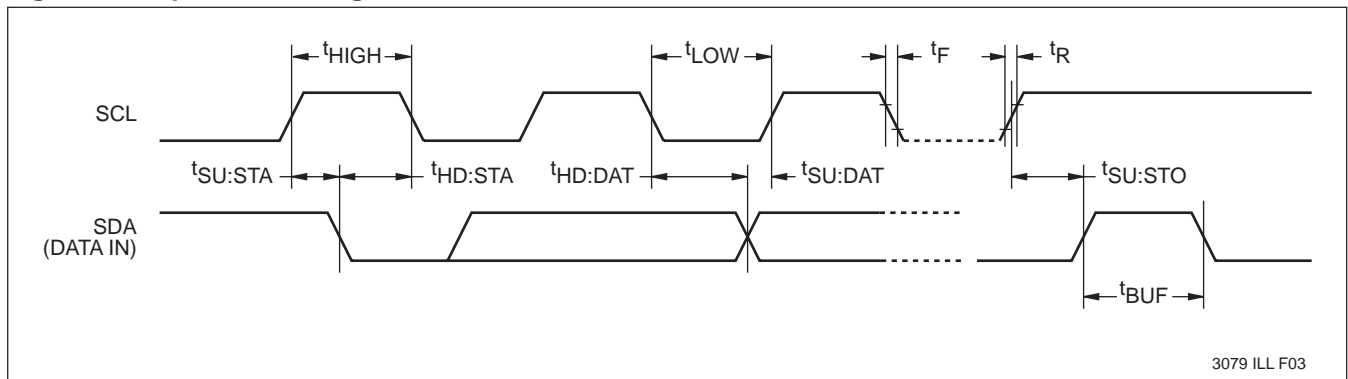 tHIGH
tLOW
tF
tR
SCL
tSU:STA
tHD:STA
tHD:DAT
tSU:DAT
tSU:STO
SDA
(DATA IN)
tBUF
3079 ILL F03